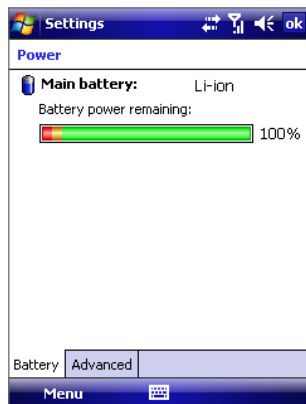 Settings ok
Power
Main battery: Li-ion
Battery power remaining:
100%
Battery Advanced
Menu